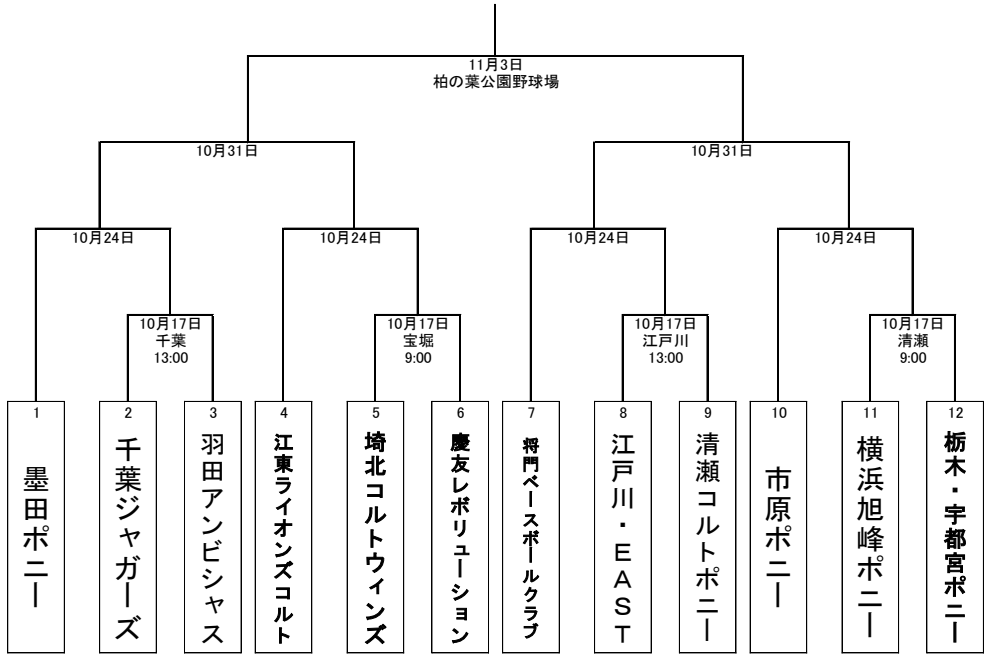 11月3日
柏の葉公園野球場
10月31日
10月31日
10月24日
10月24日
10月24日
10月24日
10月17日
千葉
13:00
10月17日
宝堀
9:00
10月17日
江戸川
13:00
10月17日
清瀬
9:00
1
墨田ポニー
2
千葉ジャガーズ
3
羽田アンビシャス
4
江東ライオンズコルト
5
埼北コルトウィンズ
6
慶友レボリューション
7
将門ベースボールクラブ
8
江戸川・EAST
9
清瀬コルトポニー
10
市原ポニー
11
横浜旭峰ポニー
12
栃木・宇都宮ポニー